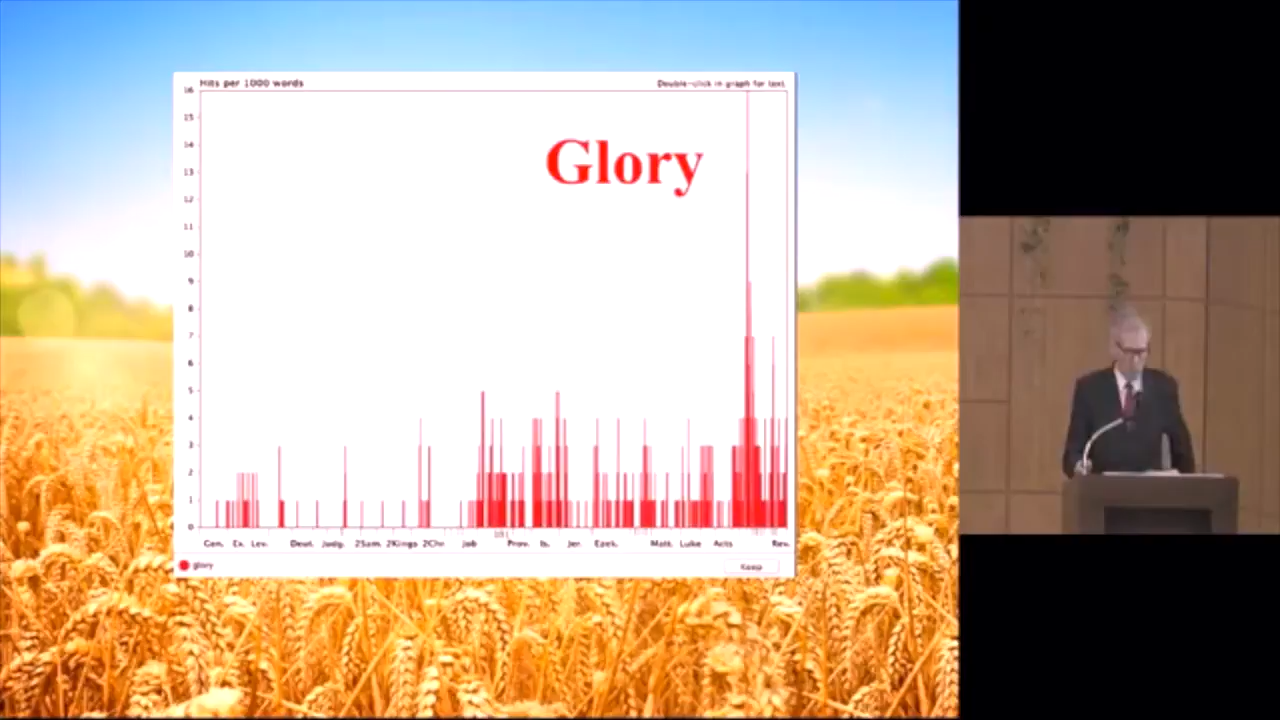 Hits per 1000 words
Double-click in graph for text.
16
15
14
13
12
11
10
9
8
7
6
5
4
3
2
1
0
Glory
Gen. Ex. Lev. Deut. Judg. 2Sam. 2Kings 2Chr. Job Prov. Is. Jer. Ezek. Matt. Luke Acts Rev.
glory
Keep